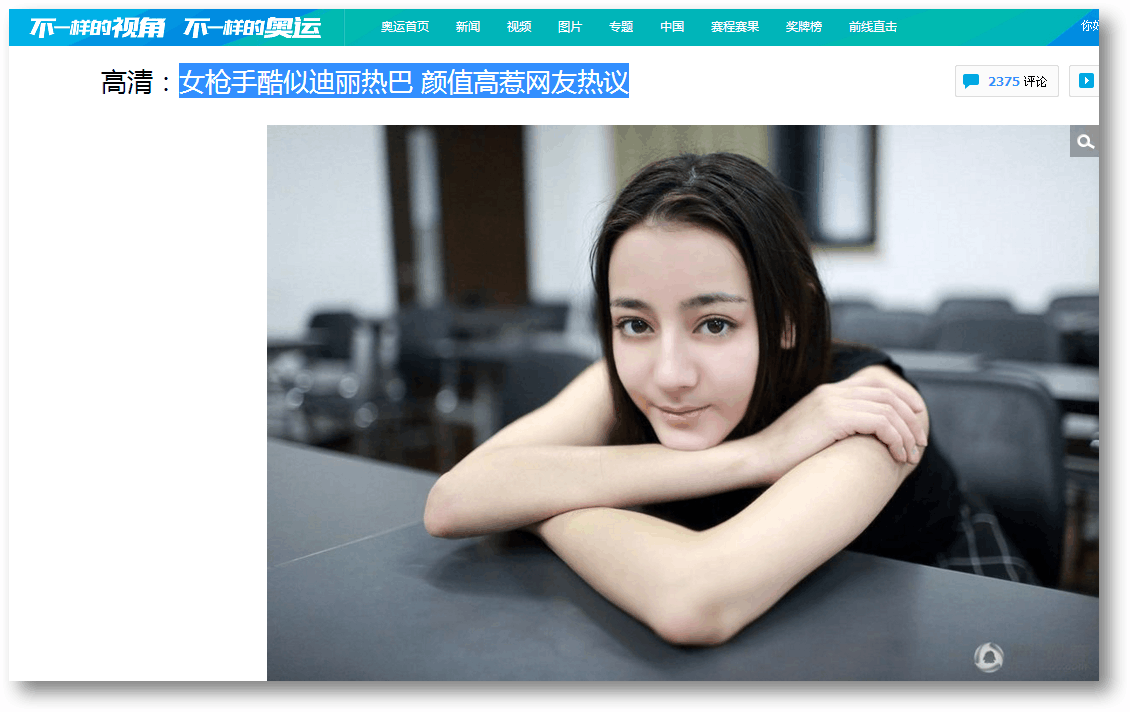 不一样的视角 不一样的奥运 奥运首页 新闻 视频 图片 专题 中国 赛程赛果 奖牌榜 前线直击
高清：女枪手酷似迪丽热巴 颜值高惹网友热议 2375 评论